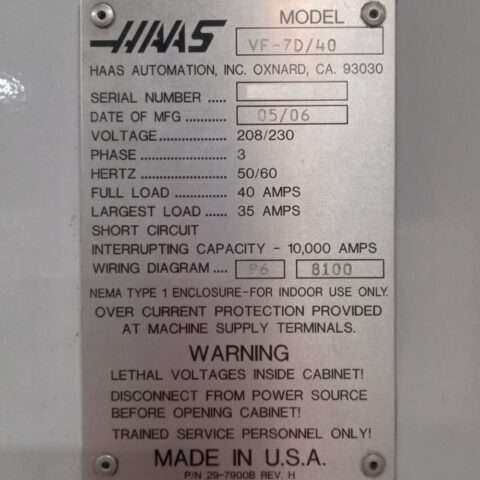 HAAS
MODEL
VF-7D/40
HAAS AUTOMATION, INC. OXNARD, CA. 93030
SERIAL NUMBER .....
DATE OF MFG ........... 05/06
VOLTAGE ..................... 208/230
PHASE ......................... 3
HERTZ ......................... 50/60
FULL LOAD ................ 40 AMPS
LARGEST LOAD ...... 35 AMPS
SHORT CIRCUIT
INTERRUPTING CAPACITY - 10,000 AMPS
WIRING DIAGRAM .... 96 8100
NEMA TYPE 1 ENCLOSURE-FOR INDOOR USE ONLY.
OVER CURRENT PROTECTION PROVIDED
AT MACHINE SUPPLY TERMINALS.
WARNING
LETHAL VOLTAGES INSIDE CABINET!
DISCONNECT FROM POWER SOURCE
BEFORE OPENING CABINET!
TRAINED SERVICE PERSONNEL ONLY!
MADE IN U.S.A.
P/N 29-7900B REV. H